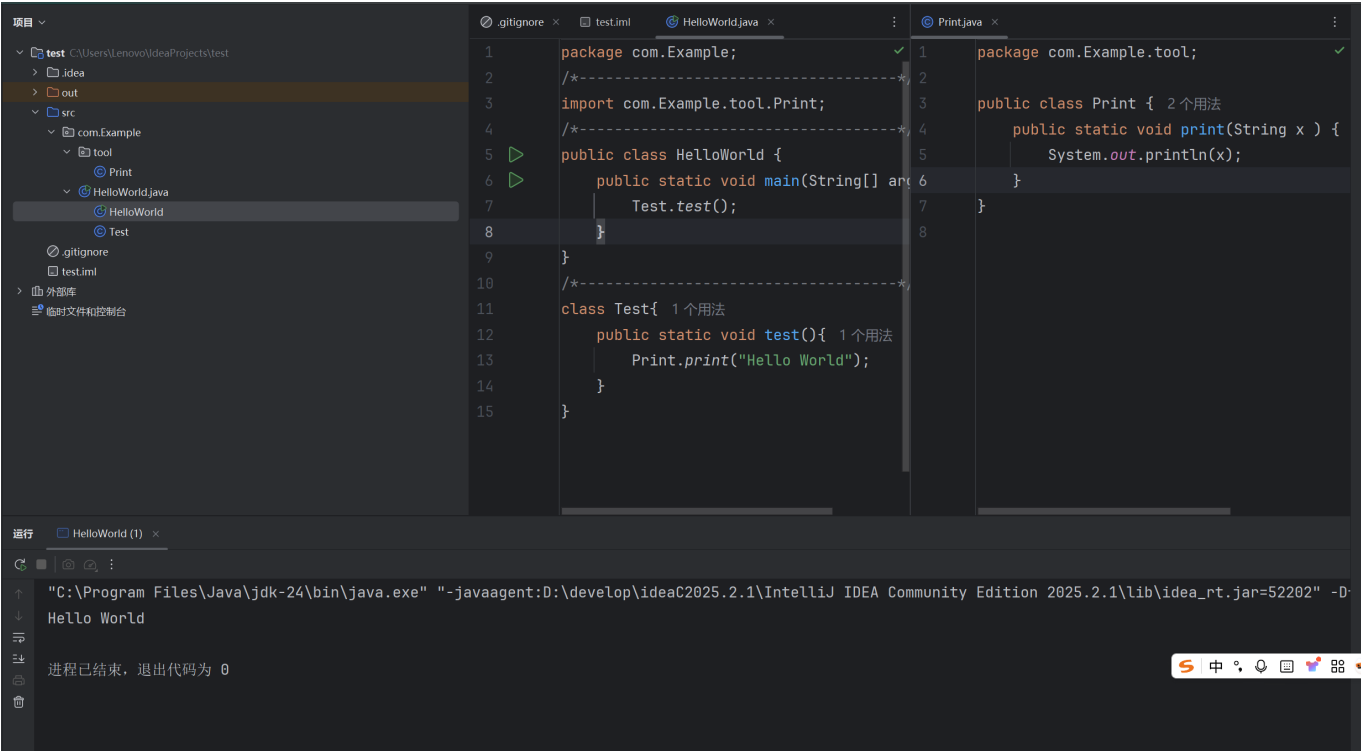 项目
test C:\Users\Lenovo\IdeaProjects\test
.idea
out
src
com.Example
tool
Print
HelloWorld.java
HelloWorld
Test
.gitignore
test.iml
外部库
临时文件和控制台
.gitignore
test.iml
HelloWorld.java
1 package com.Example;
2 /*------------------------------------*/
3 import com.Example.tool.Print;
4 /*------------------------------------*/
5 public class HelloWorld {
6 public static void main(String[] arg
7 Test.test();
8 }
9 }
10 /*------------------------------------*/
11 class Test{ 1 个用法
12 public static void test(){ 1 个用法
13 Print.print("Hello World");
14 }
15 }
Print.java
1 package com.Example.tool;
2
3 public class Print { 2 个用法
4 public static void print(String x ) {
5 System.out.println(x);
6 }
7 }
8
运行
HelloWorld (1)
"C:\Program Files\Java\jdk-24\bin\java.exe" "-javaagent:D:\develop\ideaC2025.2.1\IntelliJ IDEA Community Edition 2025.2.1\lib\idea_rt.jar=52202" -D
Hello World
进程已结束，退出代码为 0
中